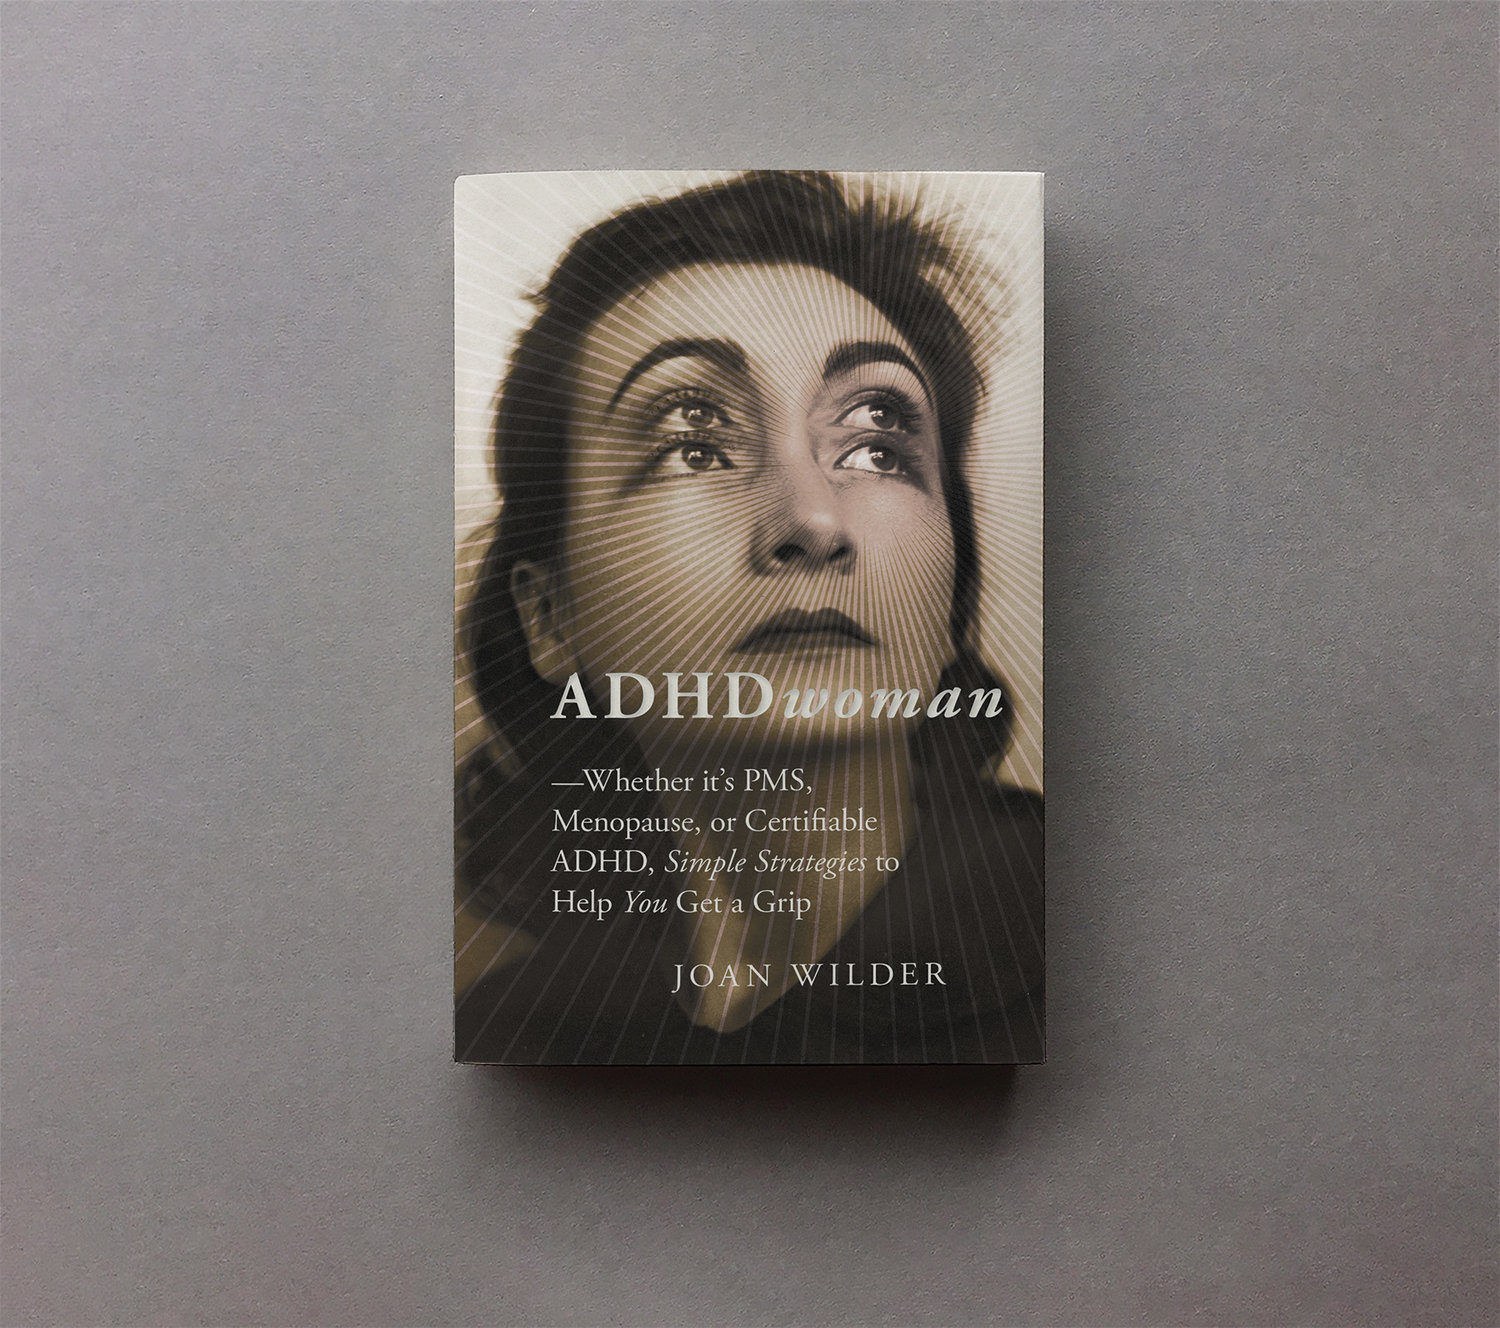 ADHDwoman
—Whether it's PMS,
Menopause, or Certifiable
ADHD, Simple Strategies to
Help You Get a Grip
JOAN WILDER